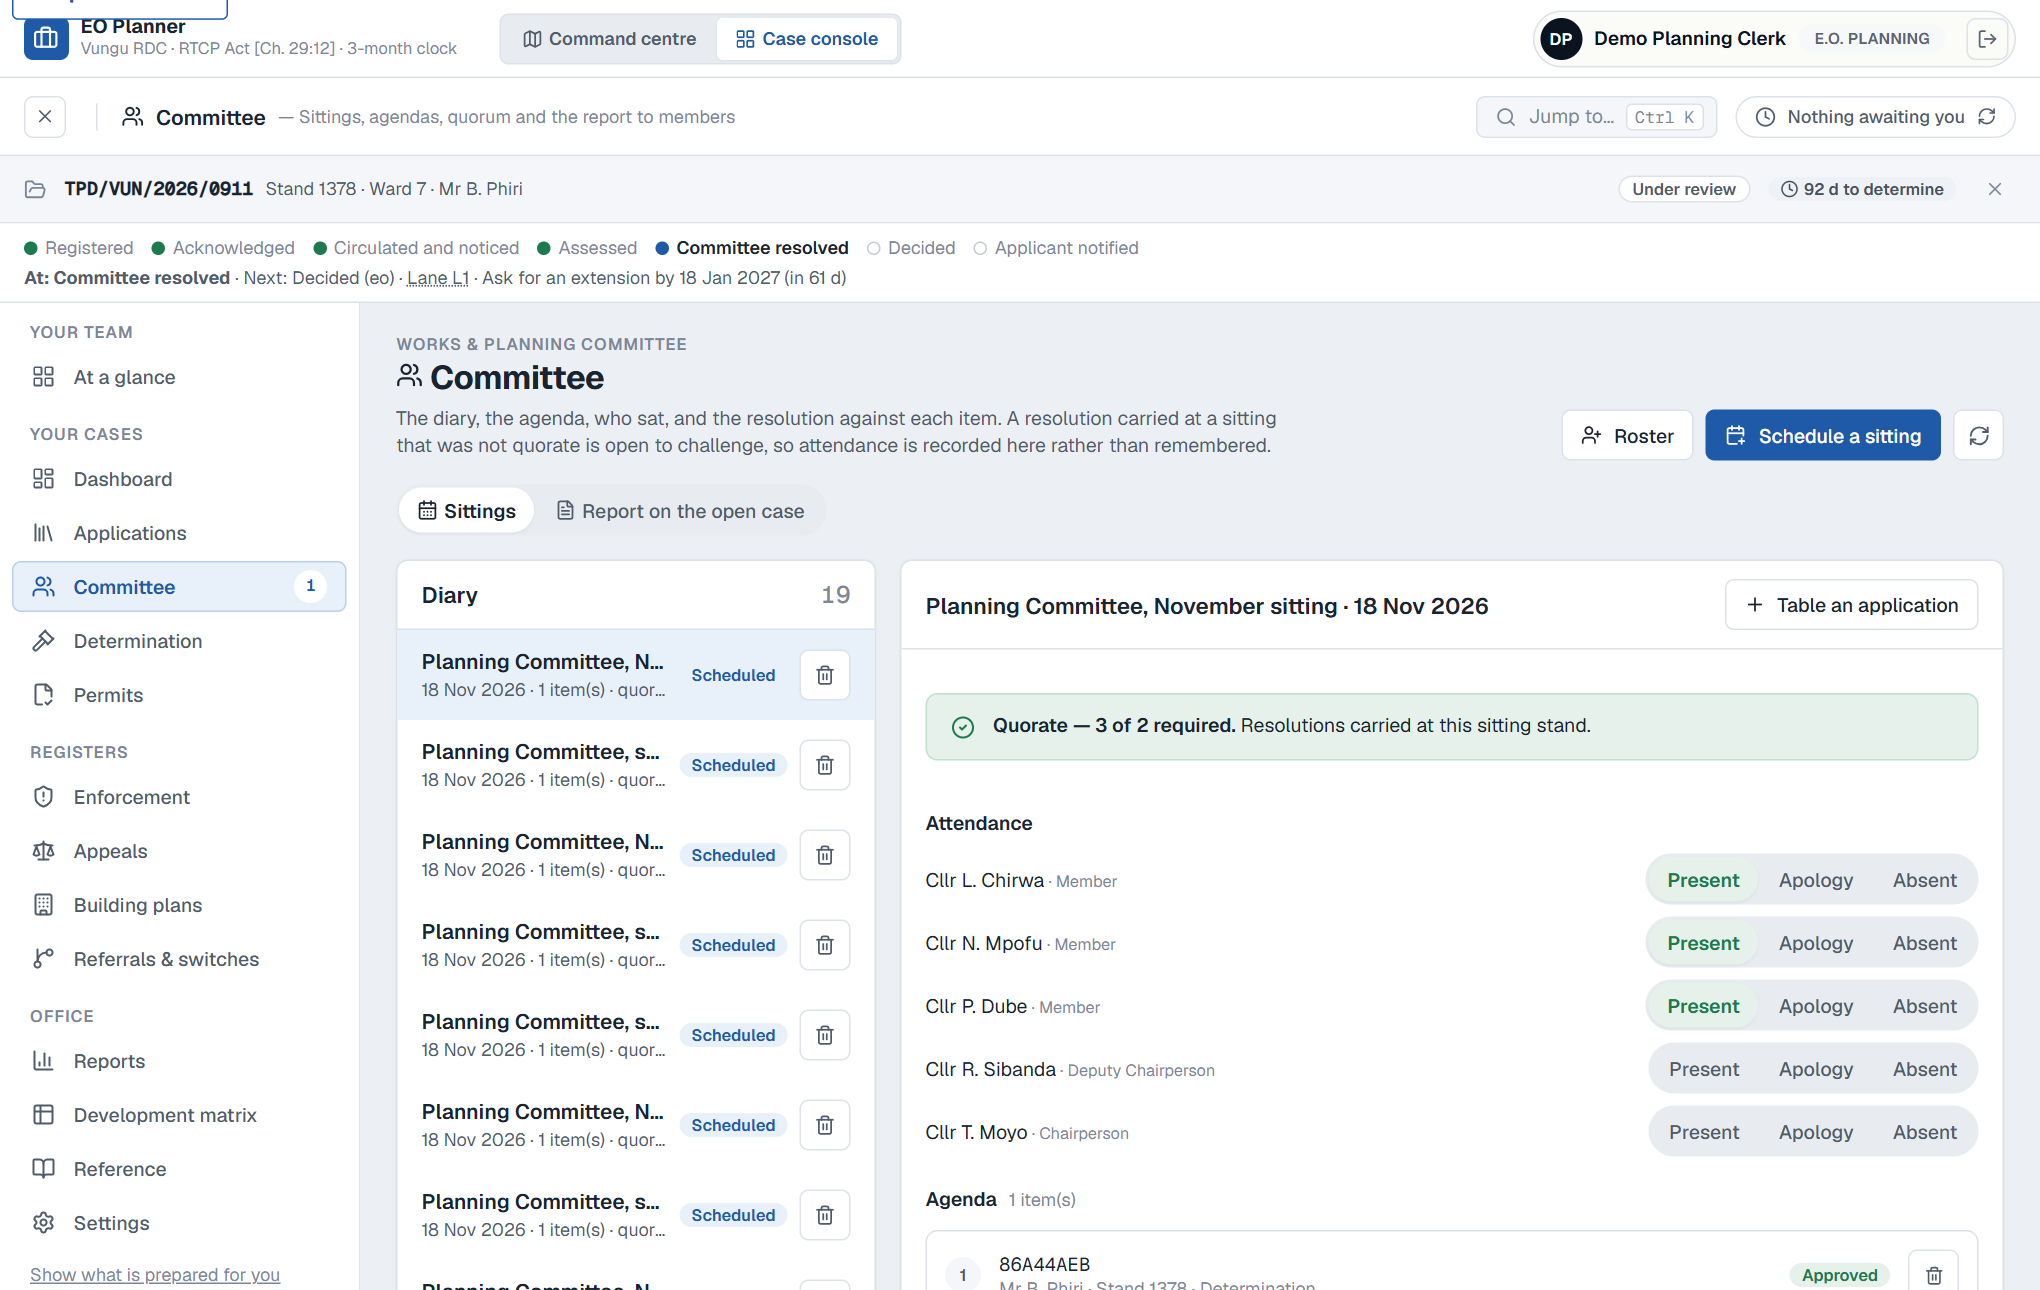 EO Planner
Vungu RDC · RTCP Act [Ch. 29:12] · 3-month clock
Command centre
Case console
DP
Demo Planning Clerk
E.O. PLANNING
Committee
— Sittings, agendas, quorum and the report to members
Jump to...
Ctrl K
Nothing awaiting you
TPD/VUN/2026/0911
Stand 1378 · Ward 7 · Mr B. Phiri
Under review
92 d to determine
Registered
Acknowledged
Circulated and noticed
Assessed
Committee resolved
Decided
Applicant notified
At: Committee resolved · Next: Decided (eo) · Lane L1 · Ask for an extension by 18 Jan 2027 (in 61 d)
YOUR TEAM
At a glance
YOUR CASES
Dashboard
Applications
Committee
1
Determination
Permits
REGISTERS
Enforcement
Appeals
Building plans
Referrals & switches
OFFICE
Reports
Development matrix
Reference
Settings
Show what is prepared for you
WORKS & PLANNING COMMITTEE
Committee
The diary, the agenda, who sat, and the resolution against each item. A resolution carried at a sitting
that was not quorate is open to challenge, so attendance is recorded here rather than remembered.
Roster
Schedule a sitting
Sittings
Report on the open case
Diary
19
Planning Committee, N...
18 Nov 2026 · 1 item(s) · quor...
Scheduled
Planning Committee, s...
18 Nov 2026 · 1 item(s) · quor...
Scheduled
Planning Committee, N...
18 Nov 2026 · 1 item(s) · quor...
Scheduled
Planning Committee, s...
18 Nov 2026 · 1 item(s) · quor...
Scheduled
Planning Committee, s...
18 Nov 2026 · 1 item(s) · quor...
Scheduled
Planning Committee, N...
18 Nov 2026 · 1 item(s) · quor...
Scheduled
Planning Committee, s...
18 Nov 2026 · 1 item(s) · quor...
Scheduled
Planning Committee, N...
Planning Committee, November sitting · 18 Nov 2026
Table an application
Quorate — 3 of 2 required. Resolutions carried at this sitting stand.
Attendance
Cllr L. Chirwa · Member
Present
Apology
Absent
Cllr N. Mpofu · Member
Present
Apology
Absent
Cllr P. Dube · Member
Present
Apology
Absent
Cllr R. Sibanda · Deputy Chairperson
Present
Apology
Absent
Cllr T. Moyo · Chairperson
Present
Apology
Absent
Agenda
1 item(s)
1
86A44AEB
Mr B. Phiri · Stand 1378 · Determination
Approved